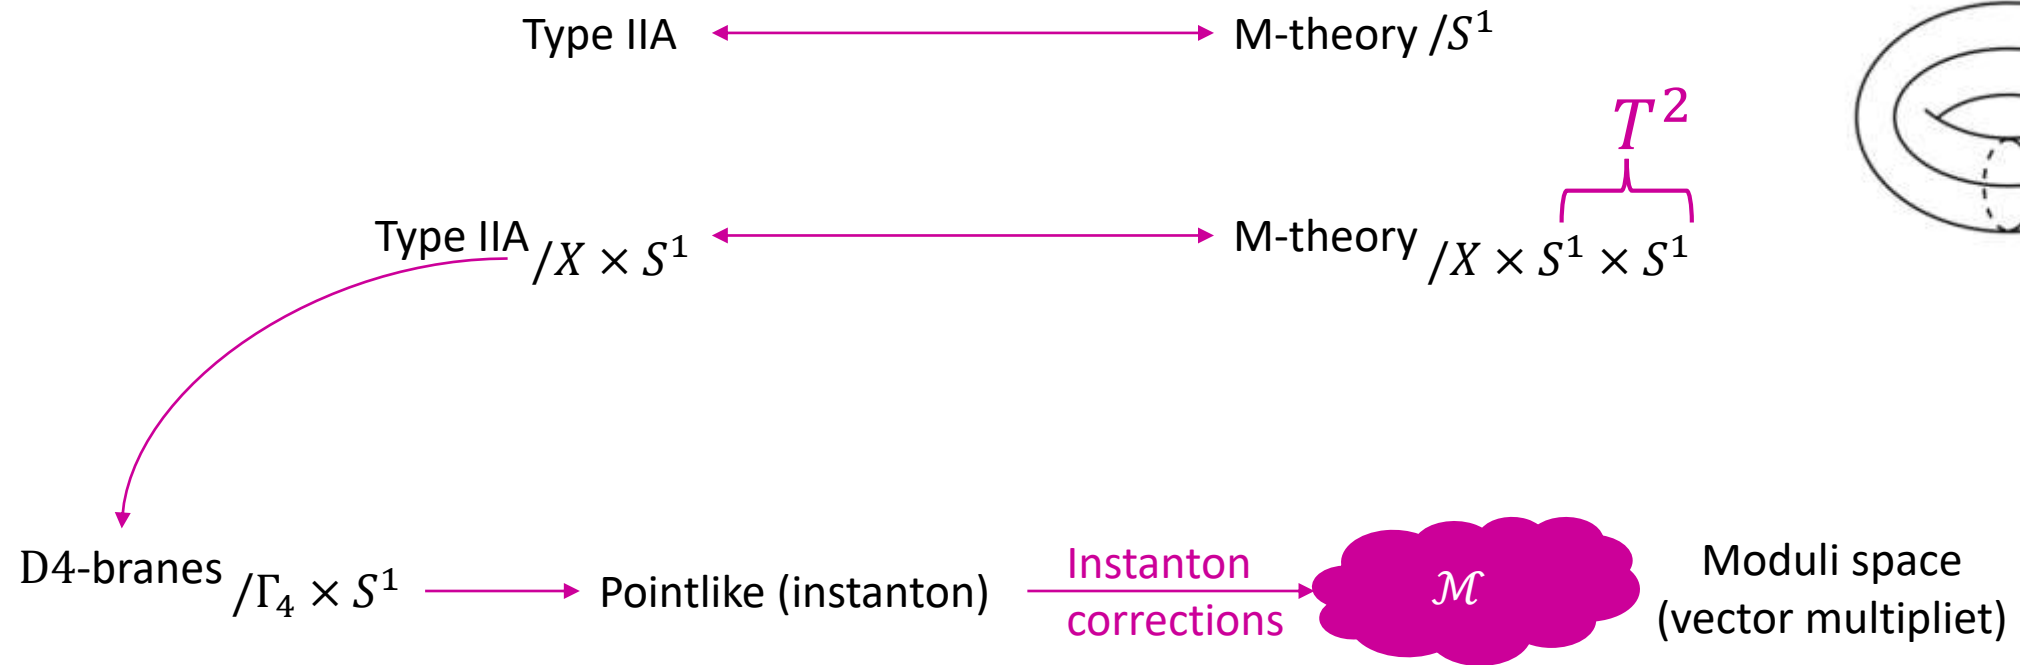 Type IIA M-theory /S¹
T²
Type IIA /X × S¹ M-theory /X × S¹ × S¹
D4-branes /Γ₄ × S¹ Pointlike (instanton) Instanton corrections ℳ Moduli space
(vector multipliet)